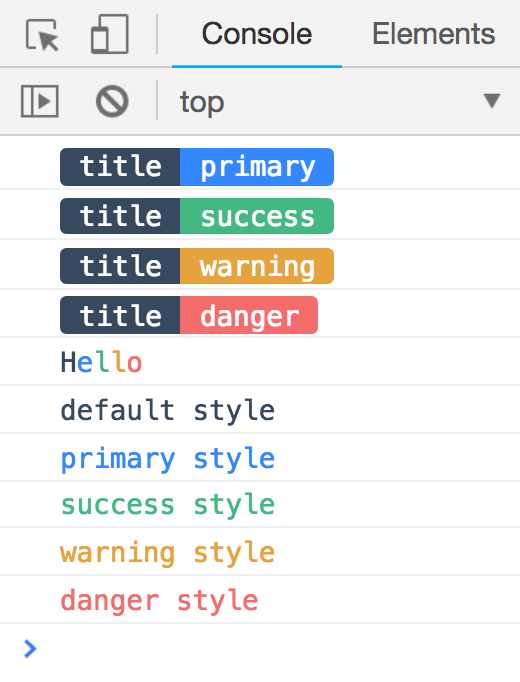 Console Elements
top
title primary
title success
title warning
title danger
Hello
default style
primary style
success style
warning style
danger style